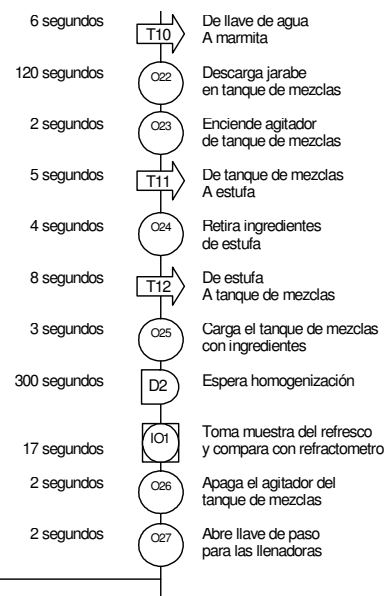 6 segundos
T10
De llave de agua
A marmita
120 segundos
O22
Descarga jarabe
en tanque de mezclas
2 segundos
O23
Enciende agitador
de tanque de mezclas
5 segundos
T11
De tanque de mezclas
A estufa
4 segundos
O24
Retira ingredientes
de estufa
8 segundos
T12
De estufa
A tanque de mezclas
3 segundos
O25
Carga el tanque de mezclas
con ingredientes
300 segundos
D2
Espera homogenización
17 segundos
IO1
Toma muestra del refresco
y compara con refractometro
2 segundos
O26
Apaga el agitador del
tanque de mezclas
2 segundos
O27
Abre llave de paso
para las llenadoras